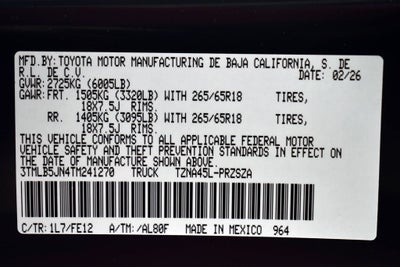 MFD.BY: TOYOTA MOTOR MANUFACTURING DE BAJA CALIFORNIA, S. DE
R.L. DE C.V. DATE: 02/26
GVWR: 2725KG (6005LB)
GAWR: FRT. 1505KG (3320LB) WITH 265/65R18 TIRES,
18X7.5J RIMS.
RR. 1405KG (3095LB) WITH 265/65R18 TIRES,
18X7.5J RIMS.
THIS VEHICLE CONFORMS TO ALL APPLICABLE FEDERAL MOTOR
VEHICLE SAFETY AND THEFT PREVENTION STANDARDS IN EFFECT ON
THE DATE OF MANUFACTURE SHOWN ABOVE.
3TMLB5JN4TM241270 TRUCK TZNA45L-PRZSZA
C/TR: 1L7/FE12 A/TM: /AL80F MADE IN MEXICO 964